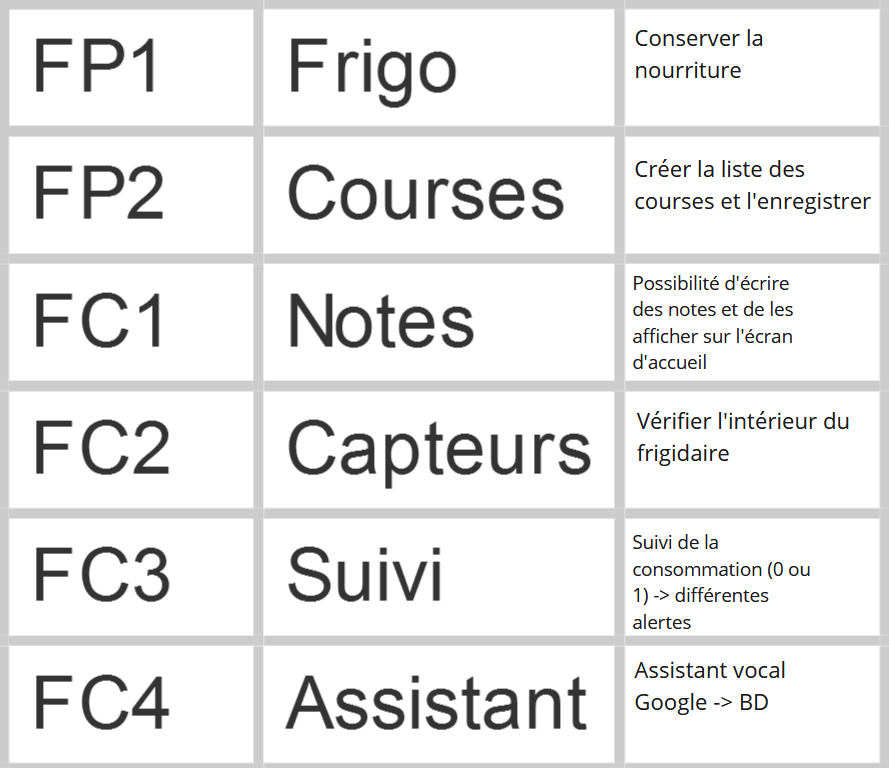 FP1
Frigo
Conserver la
nourriture
FP2
Courses
Créer la liste des
courses et l'enregistrer
FC1
Notes
Possibilité d'écrire
des notes et de les
afficher sur l'écran
d'accueil
FC2
Capteurs
Vérifier l'intérieur du
frigidaire
FC3
Suivi
Suivi de la
consommation (0 ou
1) -> différentes
alertes
FC4
Assistant
Assistant vocal
Google -> BD